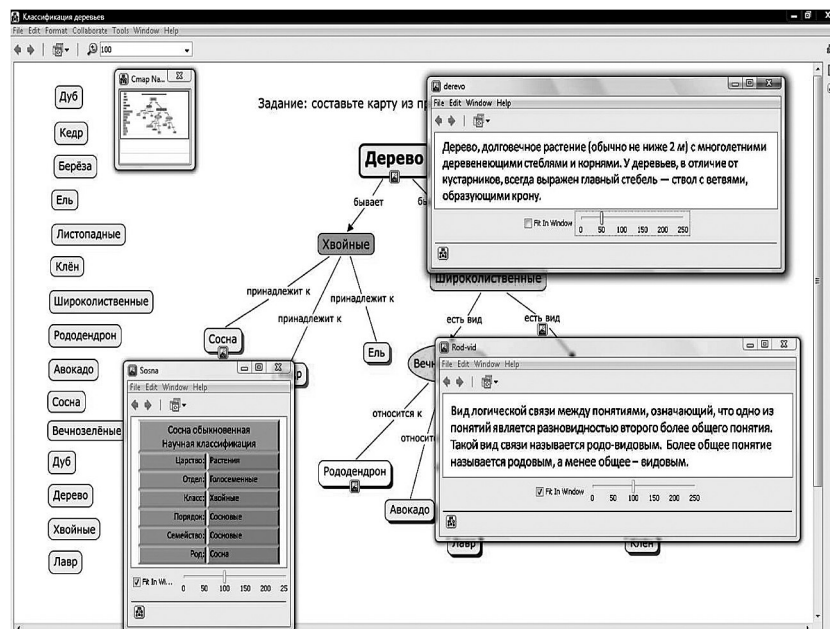 Классификация деревьев
File Edit Format Collaborate Tools Window Help
100
Дуб
Кедр
Берёза
Ель
Листопадные
Клён
Широколиственные
Рододендрон
Авокадо
Сосна
Вечнозелёные
Дуб
Дерево
Хвойные
Лавр
Cmap Na...
Задание: составьте карту из
Дерево
бывает
Хвойные
принадлежит к
принадлежит к
принадлежит к
Сосна
Ель
derevo
File Edit Window Help
Дерево, долговечное растение (обычно не ниже 2 м) с многолетними
деревенеющими стеблями и корнями. У деревьев, в отличие от
кустарников, всегда выражен главный стебель — ствол с ветвями,
образующими крону.
Fit In Window
0 50 100 150 200 250
Широколиственные
есть вид
есть вид
относится к
Рододендрон
Авокадо
Лавр
Клён
Rod-vid
File Edit Window Help
Вид логической связи между понятиями, означающий, что одно из
понятий является разновидностью второго более общего понятия.
Такой вид связи называется родо-видовым. Более общее понятие
называется родовым, а менее общее – видовым.
Fit In Window
0 50 100 150 200 250
Sosna
File Edit Window Help
Сосна обыкновенная
Научная классификация
Царство: Растения
Отдел: Голосеменные
Класс: Хвойные
Порядок: Сосновые
Семейство: Сосновые
Род: Сосна
Fit In Wi...
0 50 100 150 200 25